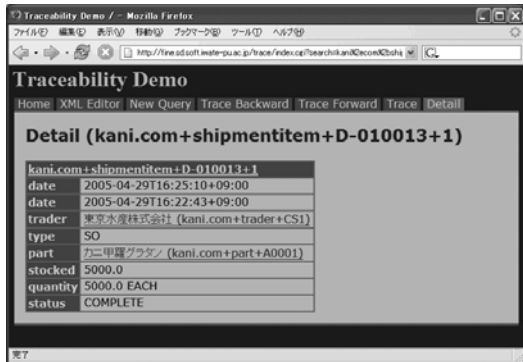 Traceability Demo / - Mozilla Firefox
ファイル(F) 編集(E) 表示(V) 移動(G) ブックマーク(B) ツール(T) ヘルプ(H)
Traceability Demo
Home XML Editor New Query Trace Backward Trace Forward Trace Detail
Detail (kani.com+shipmentitem+D-010013+1)
kani.com+shipmentitem+D-010013+1
date 2005-04-29T16:25:10+09:00
date 2005-04-29T16:22:43+09:00
trader 東京水産株式会社 (kani.com+trader+CS1)
type SO
part カニ甲羅グラタン (kani.com+part+A0001)
stocked 5000.0
quantity 5000.0 EACH
status COMPLETE
完了